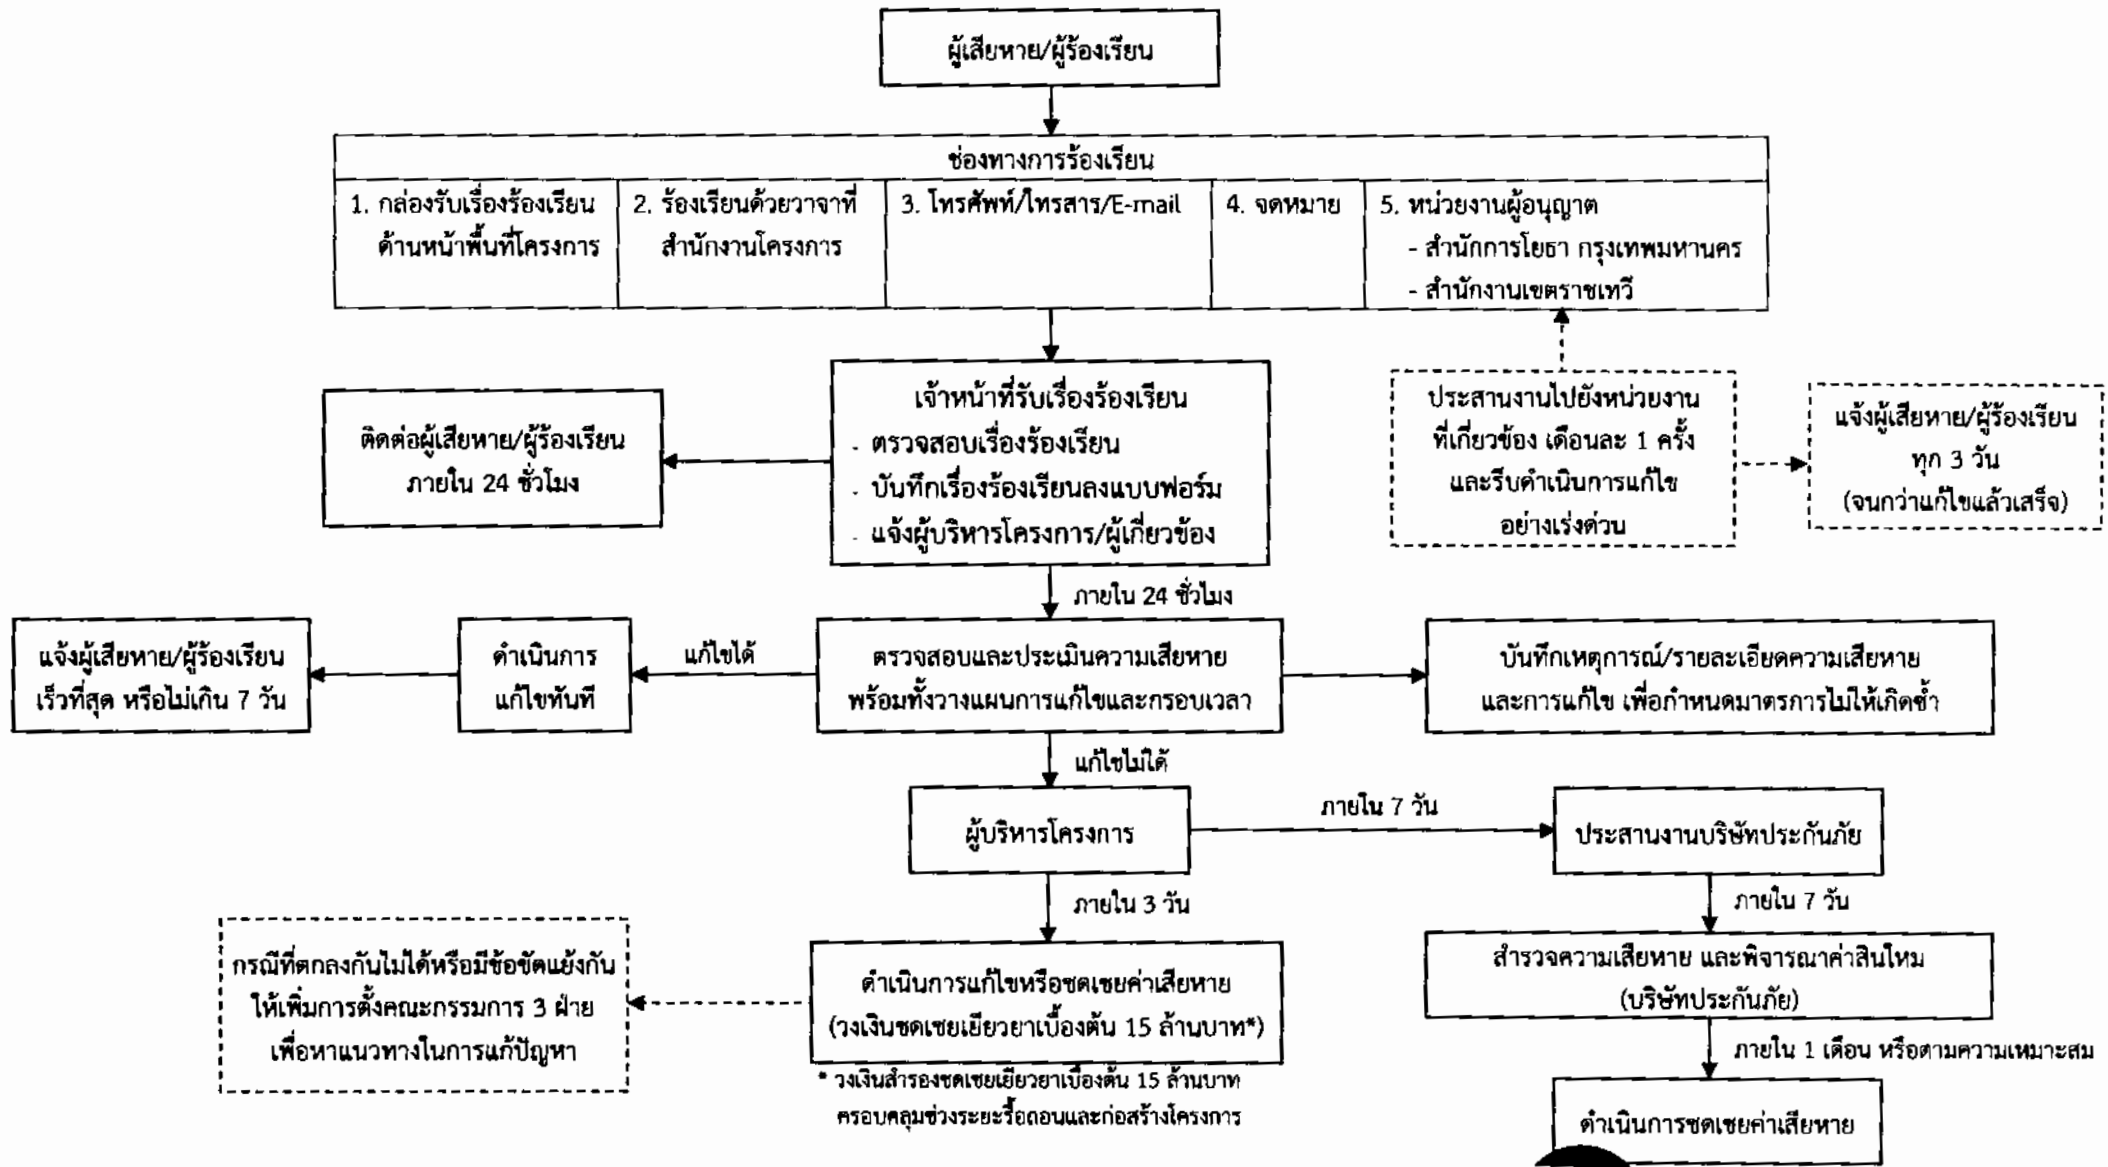 ผู้เสียหาย/ผู้ร้องเรียน
ช่องทางการร้องเรียน
1. กล่องรับเรื่องร้องเรียน
ด้านหน้าพื้นที่โครงการ
2. ร้องเรียนด้วยวาจาที่
สำนักงานโครงการ
3. โทรศัพท์/โทรสาร/E-mail
4. จดหมาย
5. หน่วยงานผู้อนุญาต
- สำนักการโยธา กรุงเทพมหานคร
- สำนักงานเขตราชเทวี
ติดต่อผู้เสียหาย/ผู้ร้องเรียน
ภายใน 24 ชั่วโมง
เจ้าหน้าที่รับเรื่องร้องเรียน
- ตรวจสอบเรื่องร้องเรียน
- บันทึกเรื่องร้องเรียนลงแบบฟอร์ม
- แจ้งผู้บริหารโครงการ/ผู้เกี่ยวข้อง
ประสานงานไปยังหน่วยงาน
ที่เกี่ยวข้อง เดือนละ 1 ครั้ง
และรีบดำเนินการแก้ไข
อย่างเร่งด่วน
แจ้งผู้เสียหาย/ผู้ร้องเรียน
ทุก 3 วัน
(จนกว่าแก้ไขแล้วเสร็จ)
ภายใน 24 ชั่วโมง
แจ้งผู้เสียหาย/ผู้ร้องเรียน
เร็วที่สุด หรือไม่เกิน 7 วัน
ดำเนินการ
แก้ไขทันที
แก้ไขได้
ตรวจสอบและประเมินความเสียหาย
พร้อมทั้งวางแผนการแก้ไขและกรอบเวลา
บันทึกเหตุการณ์/รายละเอียดความเสียหาย
และการแก้ไข เพื่อกำหนดมาตรการไม่ให้เกิดซ้ำ
แก้ไขไม่ได้
ผู้บริหารโครงการ
ภายใน 7 วัน
ประสานงานบริษัทประกันภัย
ภายใน 3 วัน
ภายใน 7 วัน
กรณีที่ตกลงกันไม่ได้หรือมีข้อขัดแย้งกัน
ให้เพิ่มการตั้งคณะกรรมการ 3 ฝ่าย
เพื่อหาแนวทางในการแก้ปัญหา
ดำเนินการแก้ไขหรือชดเชยค่าเสียหาย
(วงเงินชดเชยเยียวยาเบื้องต้น 15 ล้านบาท*)
* วงเงินสำรองชดเชยเยียวยาเบื้องต้น 15 ล้านบาท
ครอบคลุมช่วงระยะรื้อถอนและก่อสร้างโครงการ
สำรวจความเสียหาย และพิจารณาค่าสินไหม
(บริษัทประกันภัย)
ภายใน 1 เดือน หรือตามความเหมาะสม
ดำเนินการชดเชยค่าเสียหาย